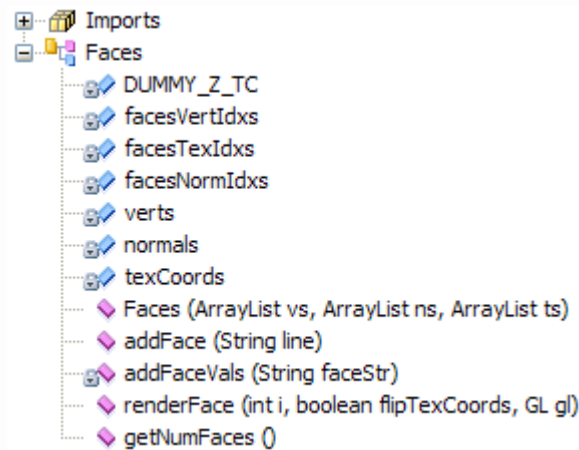 Imports
Faces
DUMMY_Z_TC
facesVertIdxs
facesTexIdxs
facesNormIdxs
verts
normals
texCoords
Faces (ArrayList vs, ArrayList ns, ArrayList ts)
addFace (String line)
addFaceVals (String faceStr)
renderFace (int i, boolean flipTexCoords, GL gl)
getNumFaces ()